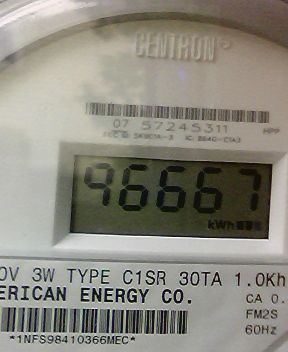 CENTRON®
07 57245311 HPP
96667
kWh
0V 3W TYPE C1SR 30TA 1.0Kh
ERICAN ENERGY CO. CA 0.
FM2S
60Hz
*1NFS98410366MEC*